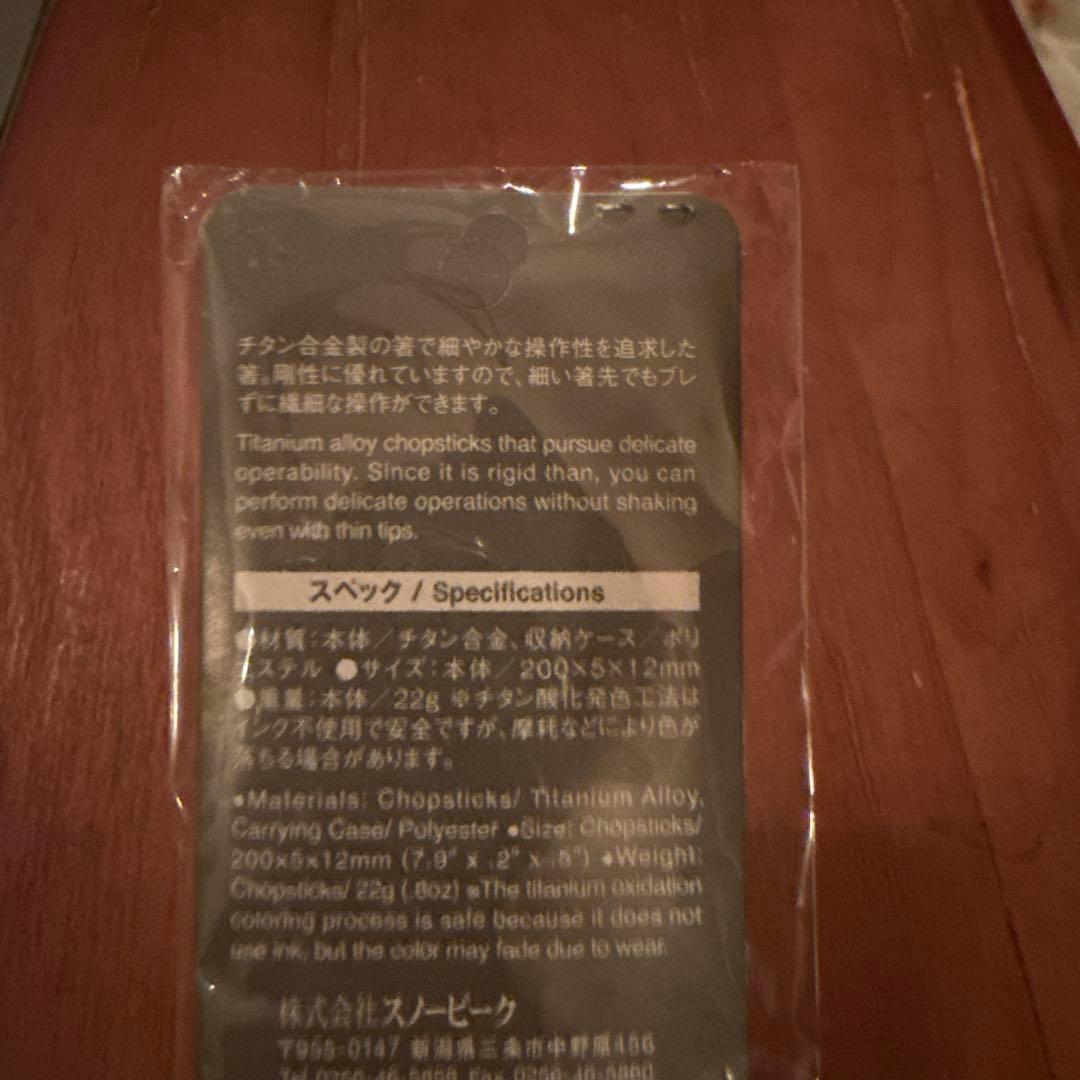 チタン合金製の箸で細やかな操作性を追求した
箸。剛性に優れていますので、細い箸先でもブレ
ずに繊細な操作ができます。
Titanium alloy chopsticks that pursue delicate
operability. Since it is rigid than, you can
perform delicate operations without shaking
even with thin tips.
スペック / Specifications
●材質:本体/チタン合金、収納ケース/ポリ
エステル ●サイズ:本体/200×5×12mm
●重量:本体/22g ※チタン酸化発色工法は
インク不使用で安全ですが、摩耗などにより色が
落ちる場合があります。
●Materials: Chopsticks/ Titanium Alloy,
Carrying Case/ Polyester ●Size: Chopsticks/
200×5×12mm (7.9" x .2" x .5") ●Weight:
Chopsticks/ 22g (.8oz) ※The titanium oxidation
coloring process is safe because it does not
use ink, but the color may fade due to wear.
株式会社スノーピーク
〒955-0147 新潟県三条市中野原456
Tel 0256-46-5858 Fax 0256-46-5860